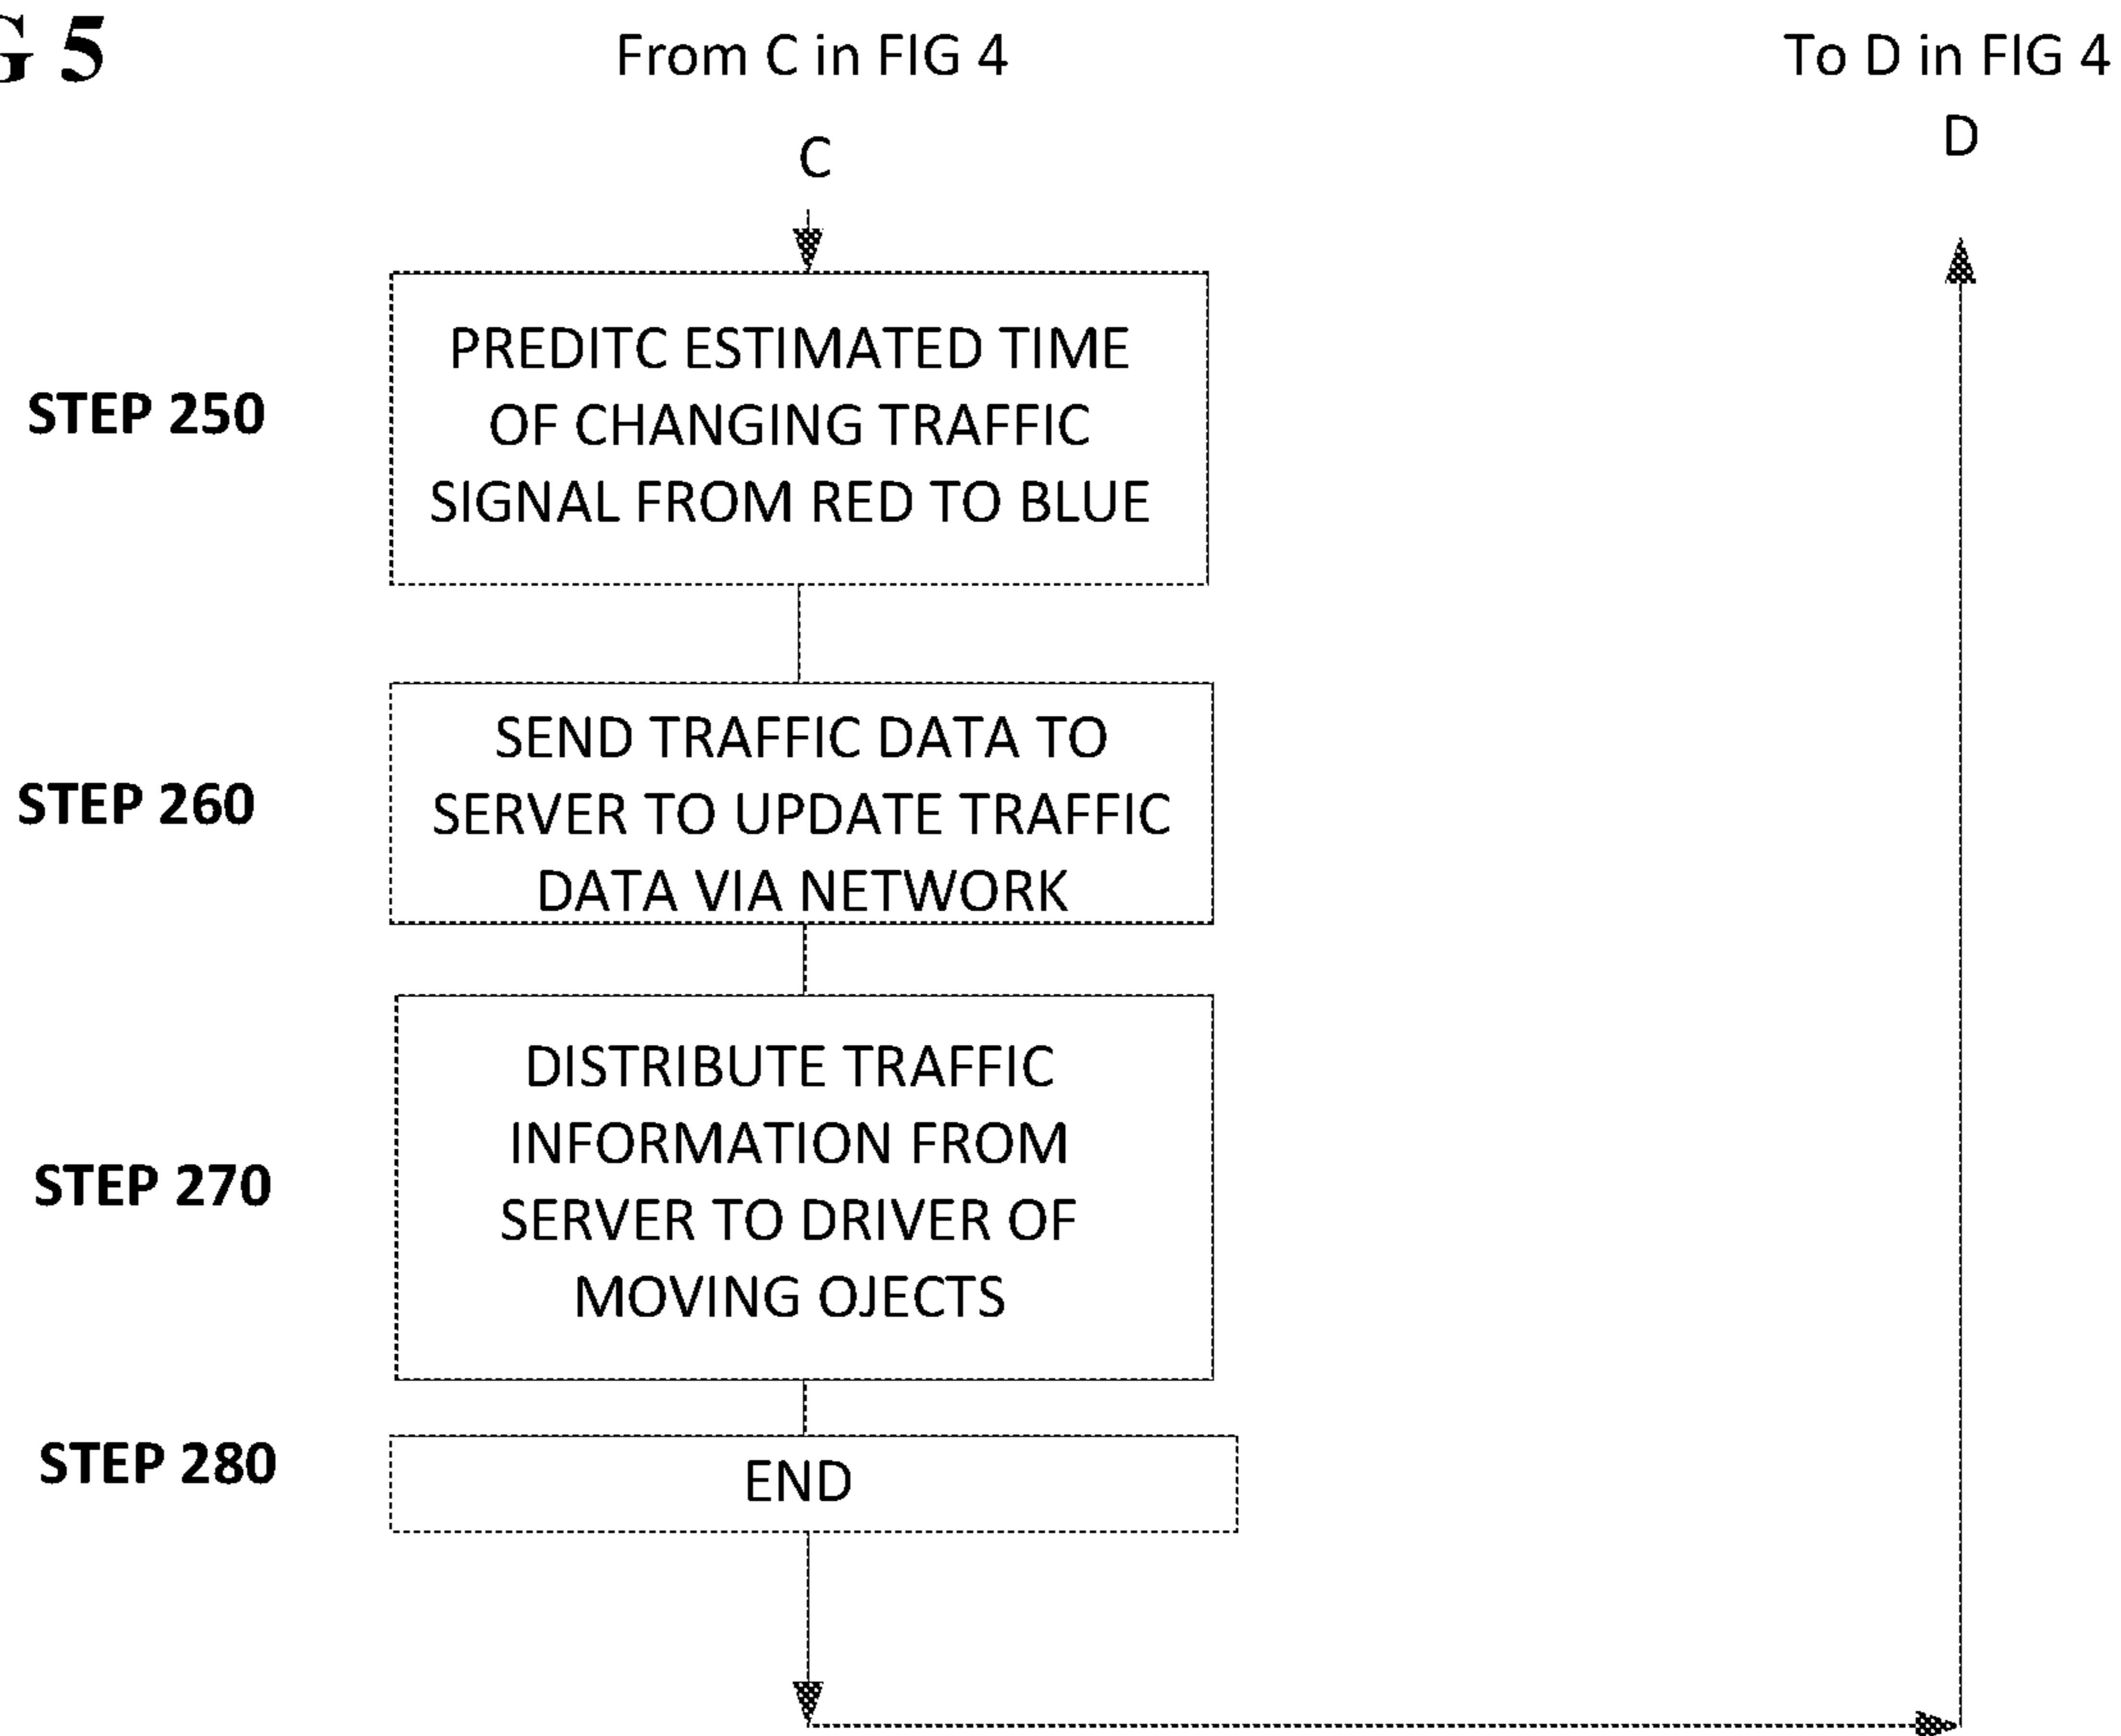 G 5
From C in FIG 4
To D in FIG 4
C
D
STEP 250
PREDITC ESTIMATED TIME
OF CHANGING TRAFFIC
SIGNAL FROM RED TO BLUE
STEP 260
SEND TRAFFIC DATA TO
SERVER TO UPDATE TRAFFIC
DATA VIA NETWORK
STEP 270
DISTRIBUTE TRAFFIC
INFORMATION FROM
SERVER TO DRIVER OF
MOVING OJECTS
STEP 280
END